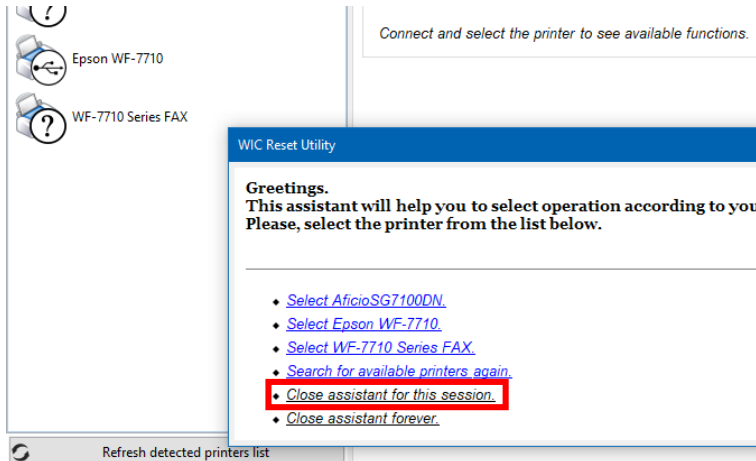 Connect and select the printer to see available functions.
Epson WF-7710
WF-7710 Series FAX
WIC Reset Utility
Greetings.
This assistant will help you to select operation according to you
Please, select the printer from the list below.
Select AficioSG7100DN.
Select Epson WF-7710.
Select WF-7710 Series FAX.
Search for available printers again.
Close assistant for this session.
Close assistant forever.
Refresh detected printers list